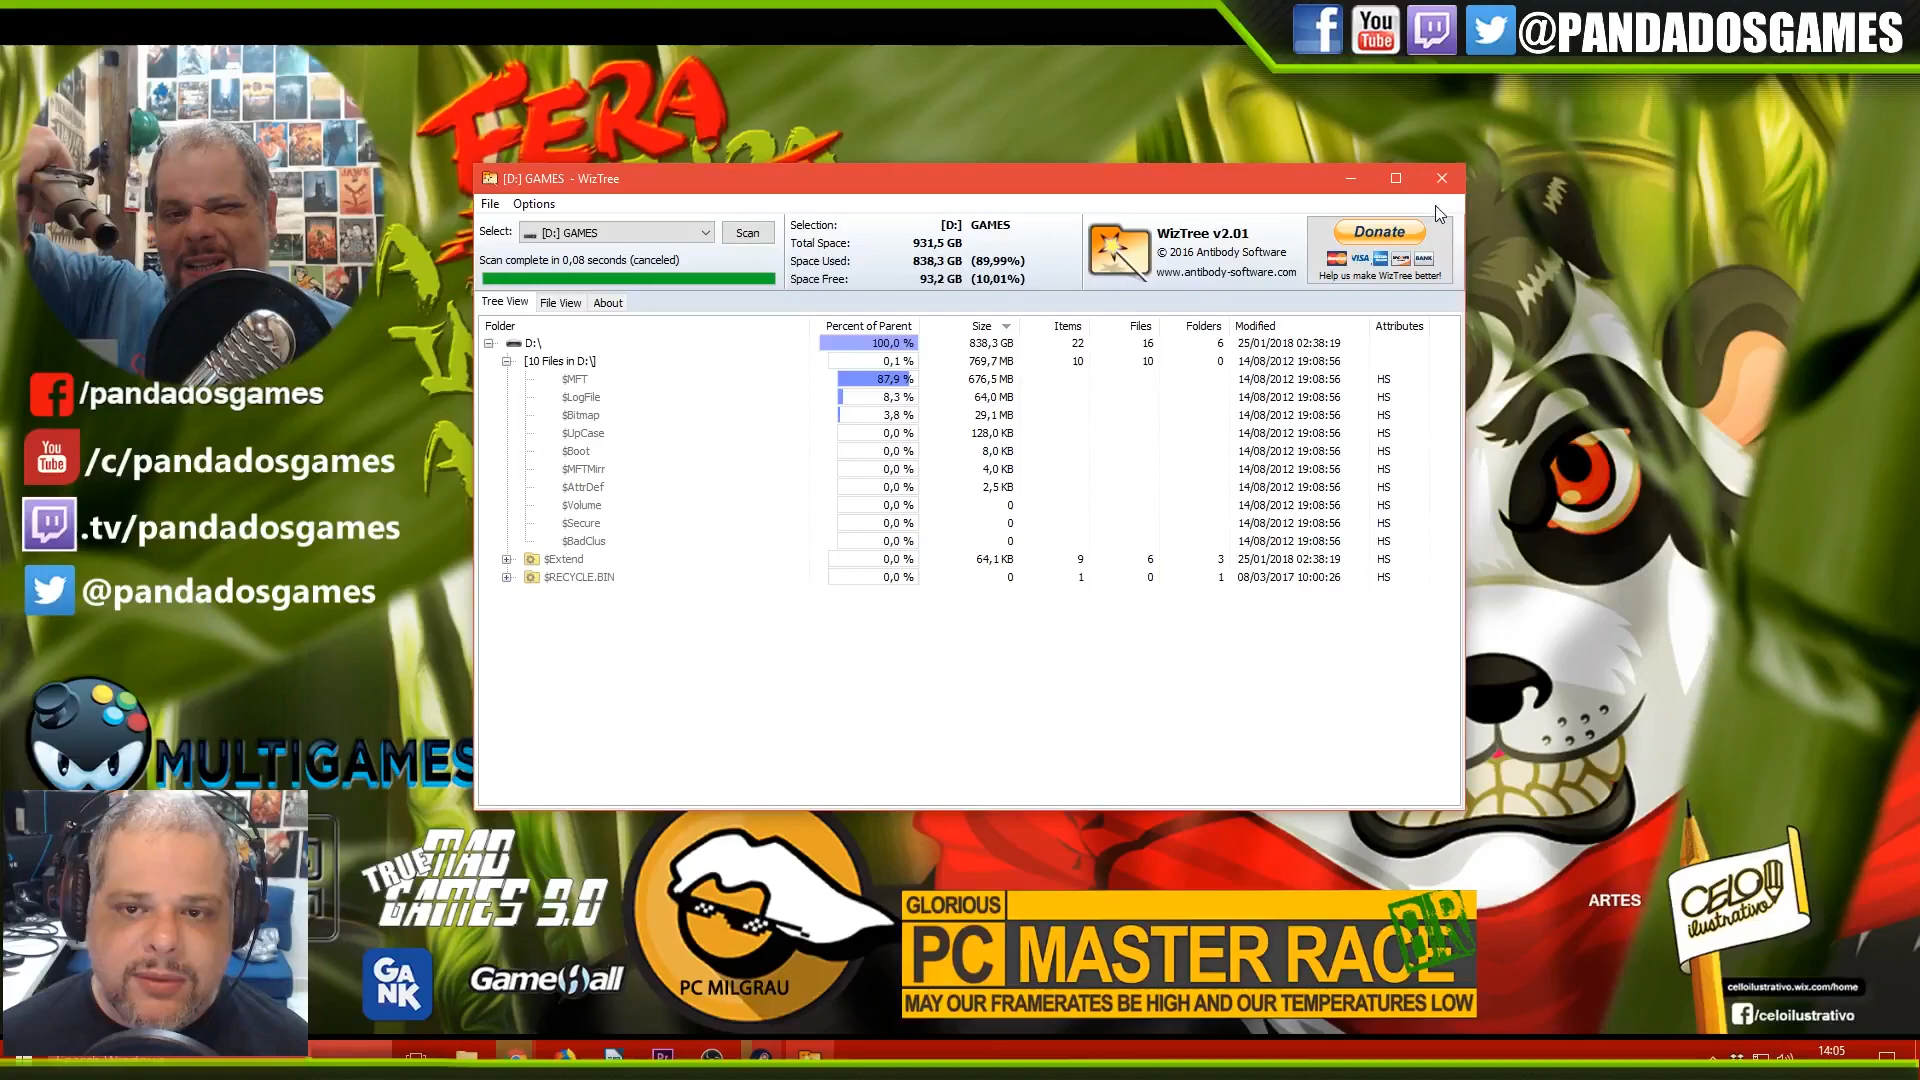 @PANDADOSGAMES
FERA
[D:] GAMES - WizTree
File Options
Select: [D:] GAMES Scan
Scan complete in 0,08 seconds (canceled)
Selection: [D:] GAMES
Total Space: 931,5 GB
Space Used: 838,3 GB (89,99%)
Space Free: 93,2 GB (10,01%)
WizTree v2.01
© 2016 Antibody Software
www.antibody-software.com
Donate
VISA BANK
Help us make WizTree better!
Tree View File View About
Folder Percent of Parent Size Items Files Folders Modified Attributes
D:\ 100,0 % 838,3 GB 22 16 6 25/01/2018 02:38:19
[10 Files in D:\] 0,1 % 769,7 MB 10 10 0 14/08/2012 19:08:56
$MFT 87,9 % 676,5 MB 14/08/2012 19:08:56 HS
$LogFile 8,3 % 64,0 MB 14/08/2012 19:08:56 HS
$Bitmap 3,8 % 29,1 MB 14/08/2012 19:08:56 HS
$UpCase 0,0 % 128,0 KB 14/08/2012 19:08:56 HS
$Boot 0,0 % 8,0 KB 14/08/2012 19:08:56 HS
$MFTMirr 0,0 % 4,0 KB 14/08/2012 19:08:56 HS
$AttrDef 0,0 % 2,5 KB 14/08/2012 19:08:56 HS
$Volume 0,0 % 0 14/08/2012 19:08:56 HS
$Secure 0,0 % 0 14/08/2012 19:08:56 HS
$BadClus 0,0 % 0 14/08/2012 19:08:56 HS
$Extend 0,0 % 64,1 KB 9 6 3 25/01/2018 02:38:19 HS
$RECYCLE.BIN 0,0 % 0 1 0 1 08/03/2017 10:00:26 HS
/pandadosgames
You Tube /c/pandadosgames
.tv/pandadosgames
@pandadosgames
MULTIGAMES
TRUE MAD GAMES 9.0
GANK
GameHall
PC MILGRAU
GLORIOUS
PC MASTER RACE
BR
MAY OUR FRAMERATES BE HIGH AND OUR TEMPERATURES LOW
ARTES
CELO ilustrativo
celloilustrativo.wix.com/home
/celoilustrativo
You Tube
JAWS
Pr
14:05